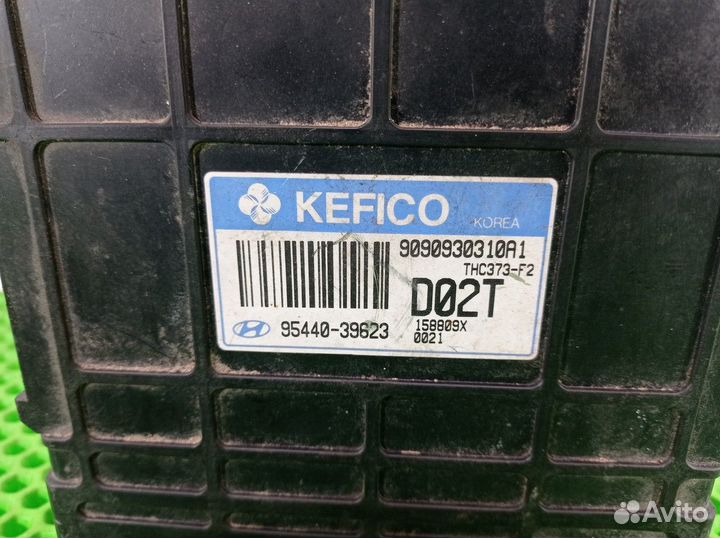 KEFICO
KOREA
9090930310A1
THC373-F2
D02T
95440-39623
158809X
0021
Avito